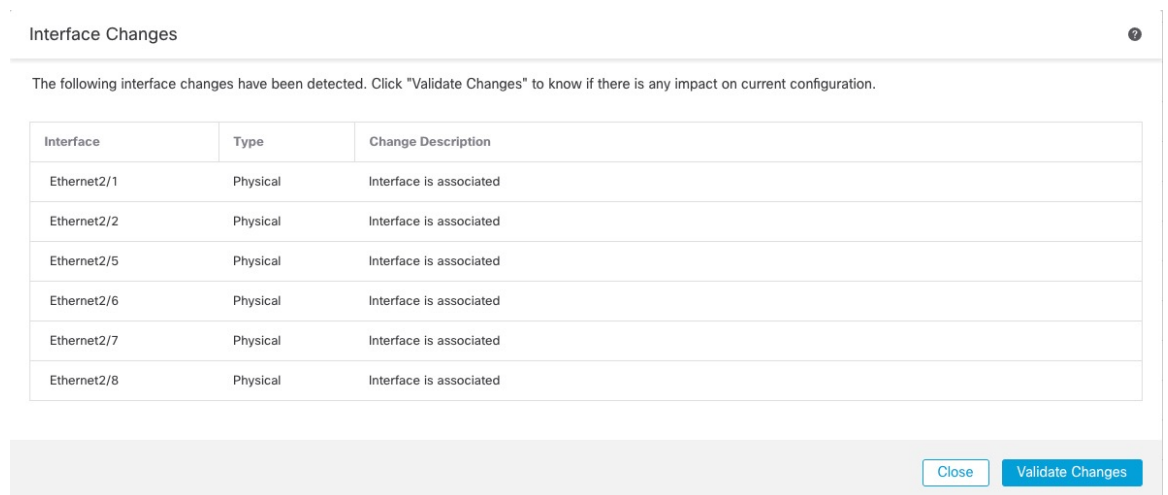 Interface Changes
The following interface changes have been detected. Click "Validate Changes" to know if there is any impact on current configuration.
Interface Type Change Description
Ethernet2/1 Physical Interface is associated
Ethernet2/2 Physical Interface is associated
Ethernet2/5 Physical Interface is associated
Ethernet2/6 Physical Interface is associated
Ethernet2/7 Physical Interface is associated
Ethernet2/8 Physical Interface is associated
Close Validate Changes